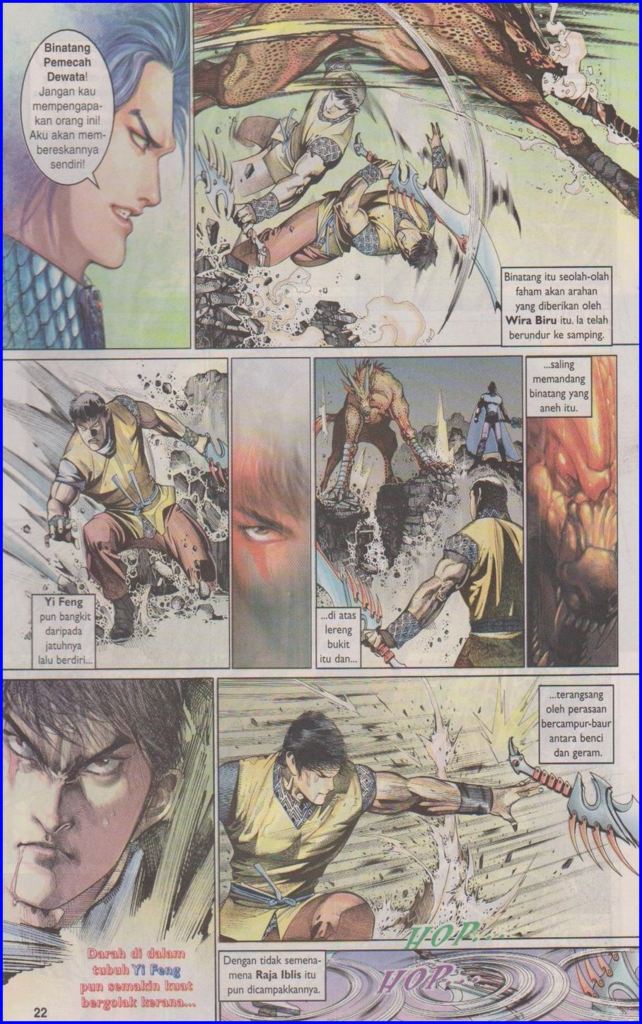 Binatang
Pemecah
Dewata!
Jangan kau
mempengapa-
kan orang ini!
Aku akan mem-
bereskannya
sendiri!
Binatang itu seolah-olah
faham akan arahan
yang diberikan oleh
Wira Biru itu. Ia telah
berundur ke samping.
Yi Feng
pun bangkit
daripada
jatuhnya
lalu berdiri...
...di atas
lereng
bukit
itu dan...
...saling
memandang
binatang yang
aneh itu.
Darah di dalam
tubuh Yi Feng
pun semakin kuat
bergolak kerana...
...terangsang
oleh perasaan
bercampur-baur
antara benci
dan geram.
HOP...
Dengan tidak semena-
mena Raja Iblis itu
pun dicampakkannya.
HOP...
22